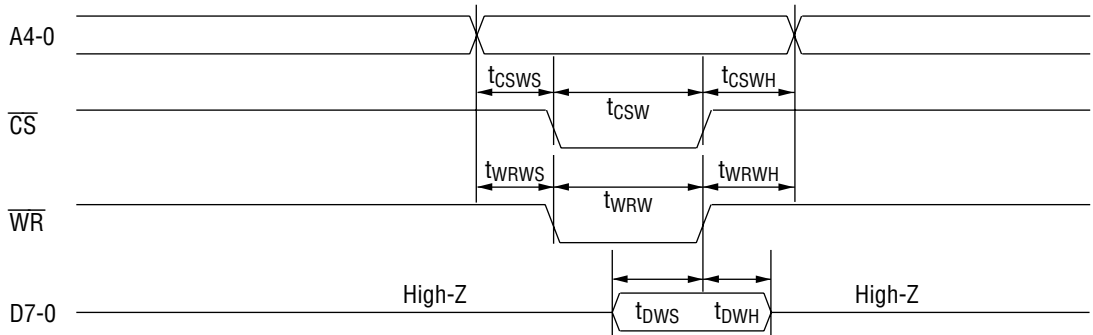 A4-0
tCSWS tCSW tCSWH
CS
tWRWS tWRW tWRWH
WR
High-Z tDWS tDWH High-Z
D7-0